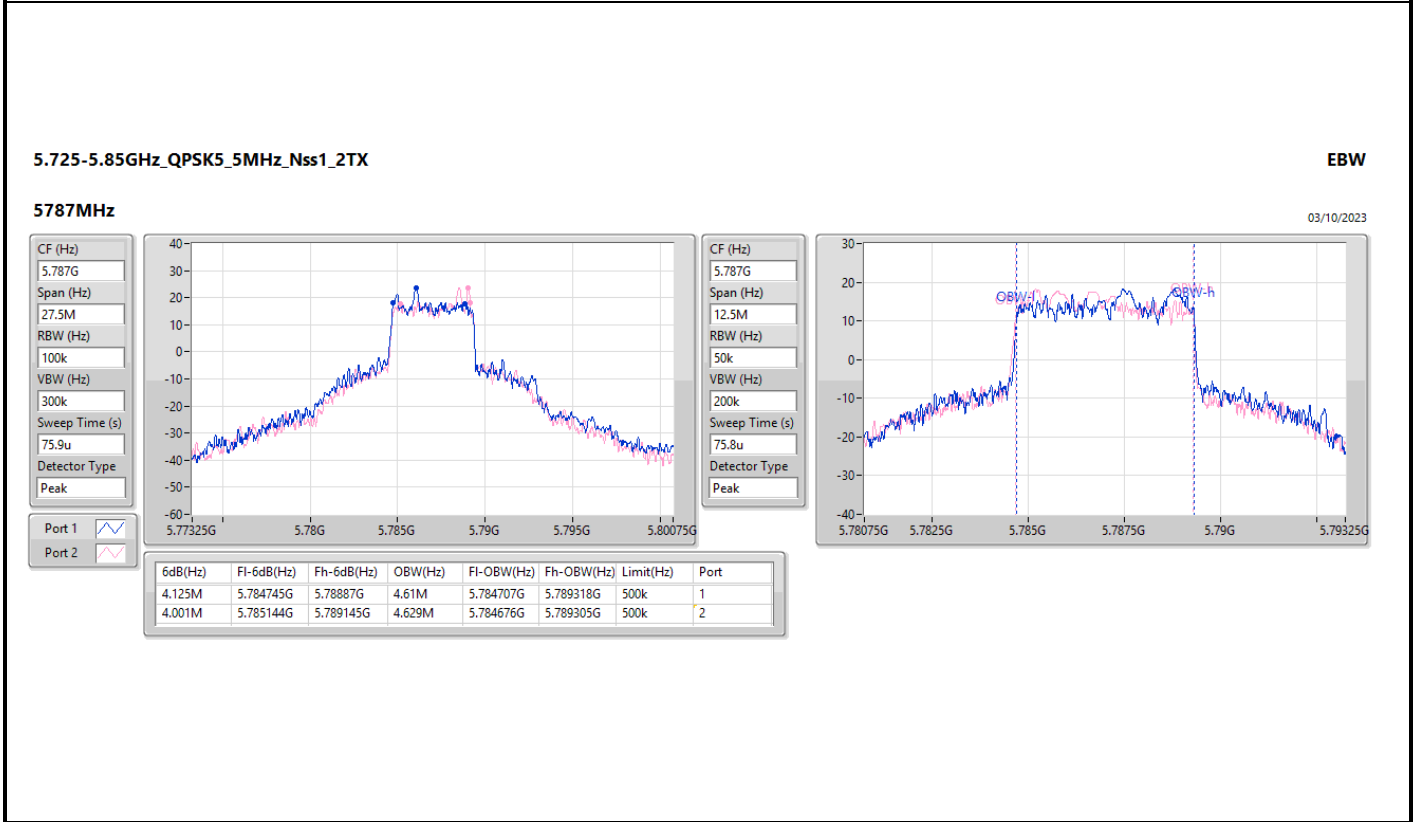 5.725-5.85GHz_QPSK5_5MHz_Nss1_2TX
EBW
5787MHz
03/10/2023
CF (Hz)
5.787G
Span (Hz)
27.5M
RBW (Hz)
100k
VBW (Hz)
300k
Sweep Time (s)
75.9u
Detector Type
Peak
Port 1
Port 2
40
30
20
10
0
-10
-20
-30
-40
-50
-60
5.77325G 5.78G 5.785G 5.79G 5.795G 5.80075G
CF (Hz)
5.787G
Span (Hz)
12.5M
RBW (Hz)
50k
VBW (Hz)
200k
Sweep Time (s)
75.8u
Detector Type
Peak
30
20
10
0
-10
-20
-30
-40
OBW-l OBW-h
5.78075G 5.7825G 5.785G 5.7875G 5.79G 5.79325G
6dB(Hz) Fl-6dB(Hz) Fh-6dB(Hz) OBW(Hz) Fl-OBW(Hz) Fh-OBW(Hz) Limit(Hz) Port
4.125M 5.784745G 5.78887G 4.61M 5.784707G 5.789318G 500k 1
4.001M 5.785144G 5.789145G 4.629M 5.784676G 5.789305G 500k 2